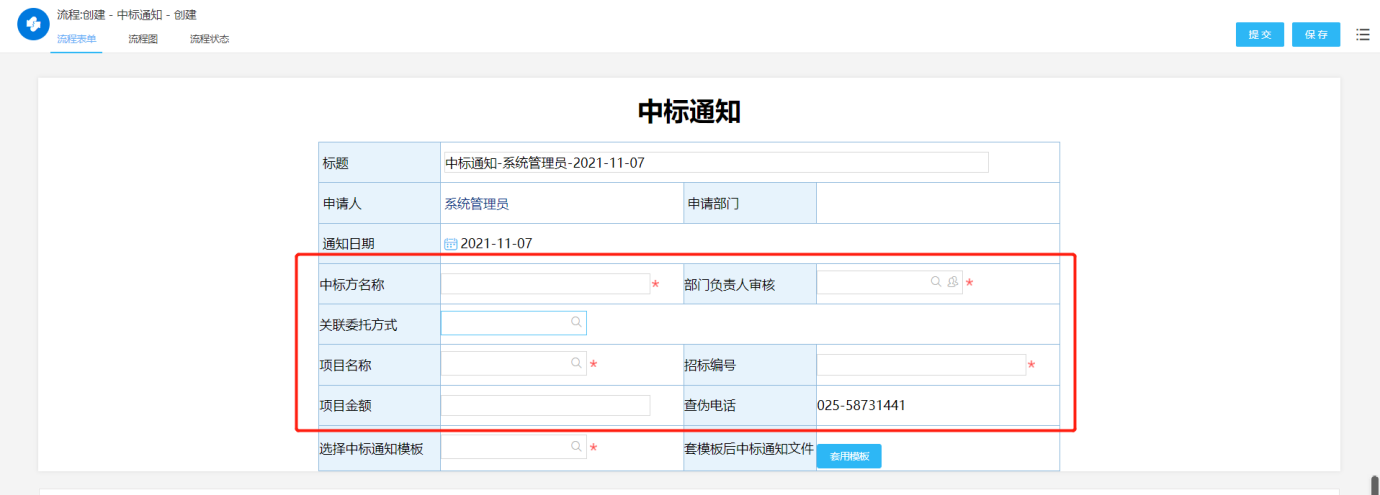 流程:创建 - 中标通知 - 创建
流程表单 流程图 流程状态
提交 保存
中标通知
标题 中标通知-系统管理员-2021-11-07
申请人 系统管理员 申请部门
通知日期 2021-11-07
中标方名称 * 部门负责人审核 *
关联委托方式
项目名称 * 招标编号 *
项目金额 查伪电话 025-58731441
选择中标通知模板 * 套模板后中标通知文件 套用模板